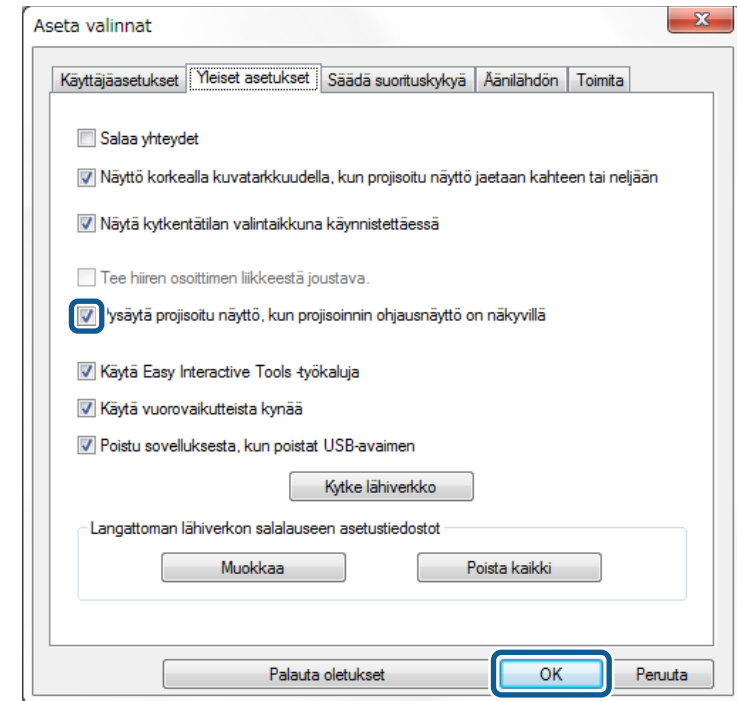 Aseta valinnat
Käyttäjäasetukset Yleiset asetukset Säädä suorituskykyä Äänilähdön Toimita
Salaa yhteydet
Näyttö korkealla kuvatarkkuudella, kun projisoitu näyttö jaetaan kahteen tai neljään
Näytä kytkentätilan valintaikkuna käynnistettäessä
Tee hiiren osoittimen liikkeestä joustava.
Pysäytä projisoitu näyttö, kun projisoinnin ohjausnäyttö on näkyvillä
Käytä Easy Interactive Tools -työkaluja
Käytä vuorovaikutteista kynää
Poistu sovelluksesta, kun poistat USB-avaimen
Kytke lähiverkko
Langattoman lähiverkon salalauseen asetustiedostot
Muokkaa Poista kaikki
Palauta oletukset OK Peruuta